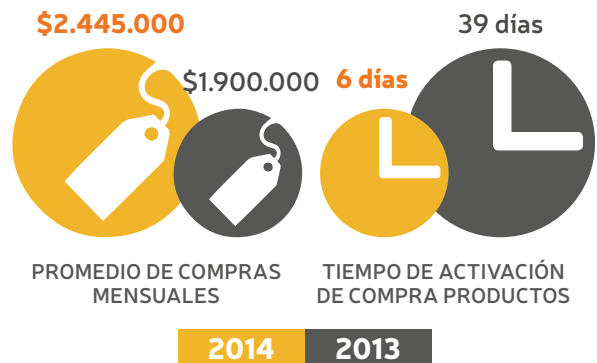 $2.445.000
39 días
$1.900.000
6 días
PROMEDIO DE COMPRAS
MENSUALES
TIEMPO DE ACTIVACIÓN
DE COMPRA PRODUCTOS
2014
2013